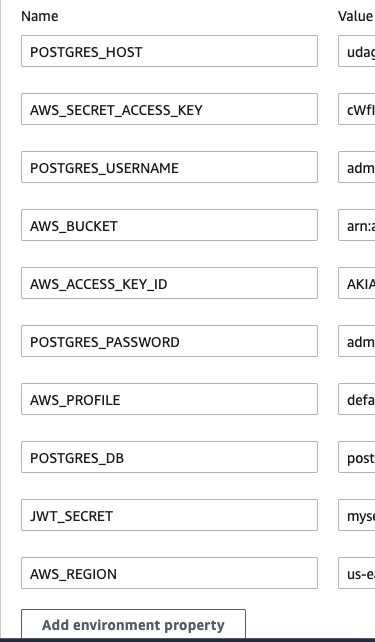 Name Value
POSTGRES_HOST udag
AWS_SECRET_ACCESS_KEY cWfI
POSTGRES_USERNAME adm
AWS_BUCKET arn:a
AWS_ACCESS_KEY_ID AKIA
POSTGRES_PASSWORD adm
AWS_PROFILE defa
POSTGRES_DB post
JWT_SECRET myse
AWS_REGION us-ea
Add environment property